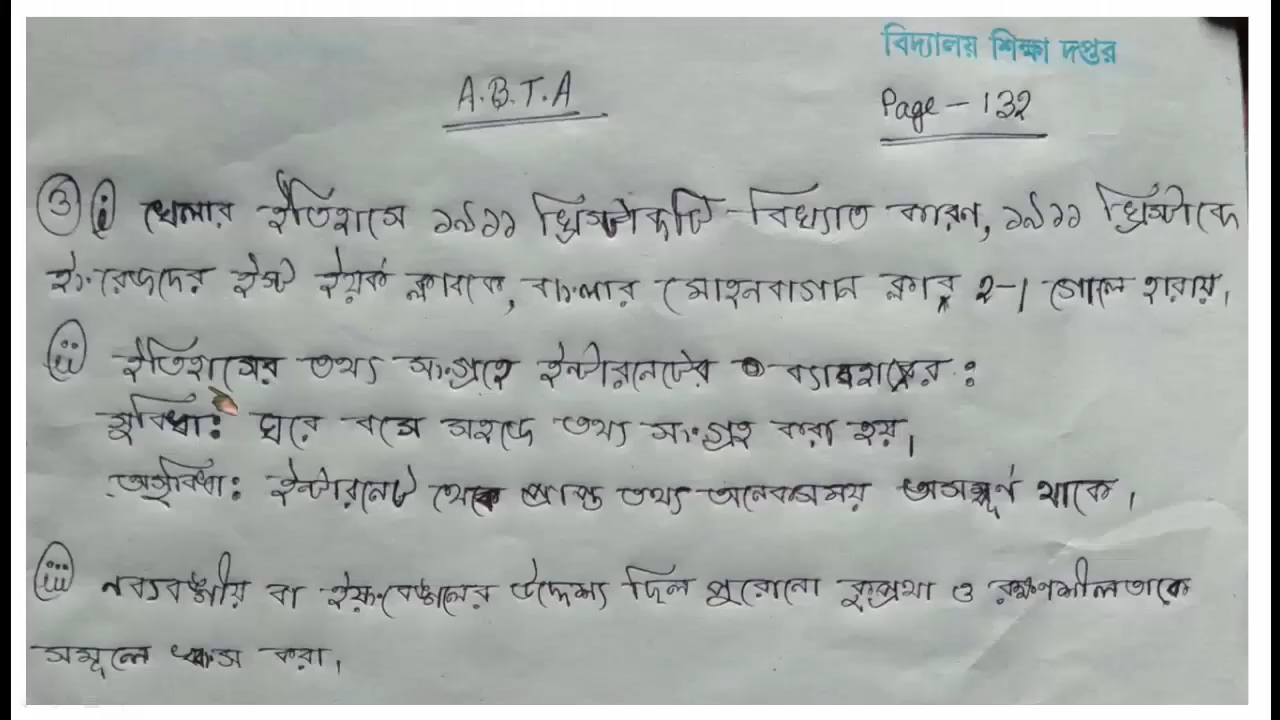 বিদ্যালয় শিক্ষা দপ্তর
A.B.T.A
Page - 132
৩ i খেলার ইতিহাসে ১৯১১ খ্রিস্টাব্দটি বিখ্যাত কারণ, ১৯১১ খ্রিস্টাব্দে
ইংরেজদের ইস্ট ইয়র্ক ক্লাবকে, বাংলার মোহনবাগান ক্লাব ২-১ গোলে হারায়।
ii ইতিহাসের তথ্য সংগ্রহে ইন্টারনেটের ব্যবহারের :
সুবিধা: ঘরে বসে সহজে তথ্য সংগ্রহ করা হয়।
অসুবিধা: ইন্টারনেট থেকে প্রাপ্ত তথ্য অনেকসময় অসম্পূর্ণ থাকে।
iii নব্যবঙ্গীয় বা ইয়ংবেঙ্গলের উদ্দেশ্য ছিল পুরোনো কুপ্রথা ও রক্ষণশীলতাকে
সমূলে ধ্বংস করা।